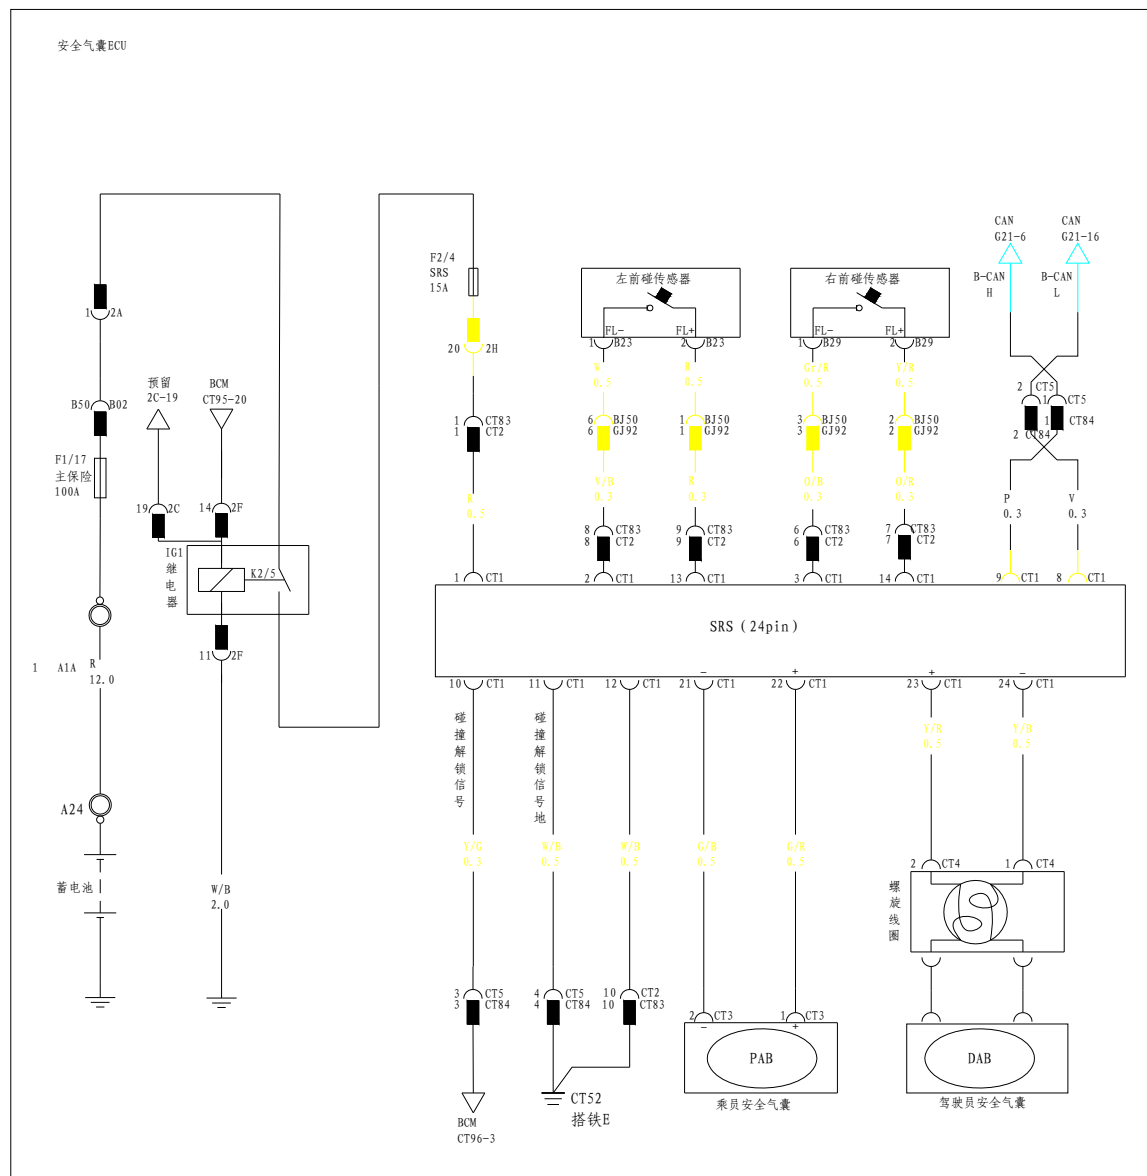 安全气囊ECU
CAN
G21-6
CAN
G21-16
F2/4
SRS
15A
左前碰传感器
右前碰传感器
B-CAN
H
B-CAN
L
1
2A
FL-
FL+
FL-
FL+
20
2H
1
B23
2
B23
1
B29
2
B29
预留
2C-19
BCM
CT95-20
W
0.5
R
0.5
Gr/R
0.5
Y/R
0.5
2
CT5
1
CT5
B50
B02
1
CT83
1
CT2
6
BJ50
6
GJ92
1
BJ50
1
GJ92
3
BJ50
3
GJ92
2
BJ50
2
GJ92
1
CT84
2
CT84
F1/17
主保险
100A
R
0.5
0.3
R
0.3
0.3
0.3
P
0.3
V
0.3
19
2C
14
2F
8
CT83
8
CT2
9
CT83
9
CT2
6
CT83
6
CT2
7
CT83
7
CT2
IG1
继
电
器
K2/5
1
CT1
2
CT1
13
CT1
3
CT1
14
CT1
9
CT1
8
CT1
SRS (24pin)
11
2F
1
A1A
R
12.0
-
+
+
-
10
CT1
11
CT1
12
CT1
21
CT1
22
CT1
23
CT1
24
CT1
碰
撞
解
锁
信
号
碰
撞
解
锁
信
号
地
Y/B
0.5
Y/B
0.5
A24
Y/G
0.5
W/B
0.5
W/B
0.5
G/B
0.5
G/R
0.5
2
CT4
1
CT4
蓄电池
W/B
2.0
螺
旋
线
圈
3
CT5
3
CT84
4
CT5
4
CT84
10
CT2
10
CT83
2
CT3
1
CT3
-
+
PAB
DAB
CT52
搭铁E
乘员安全气囊
驾驶员安全气囊
BCM
CT96-3